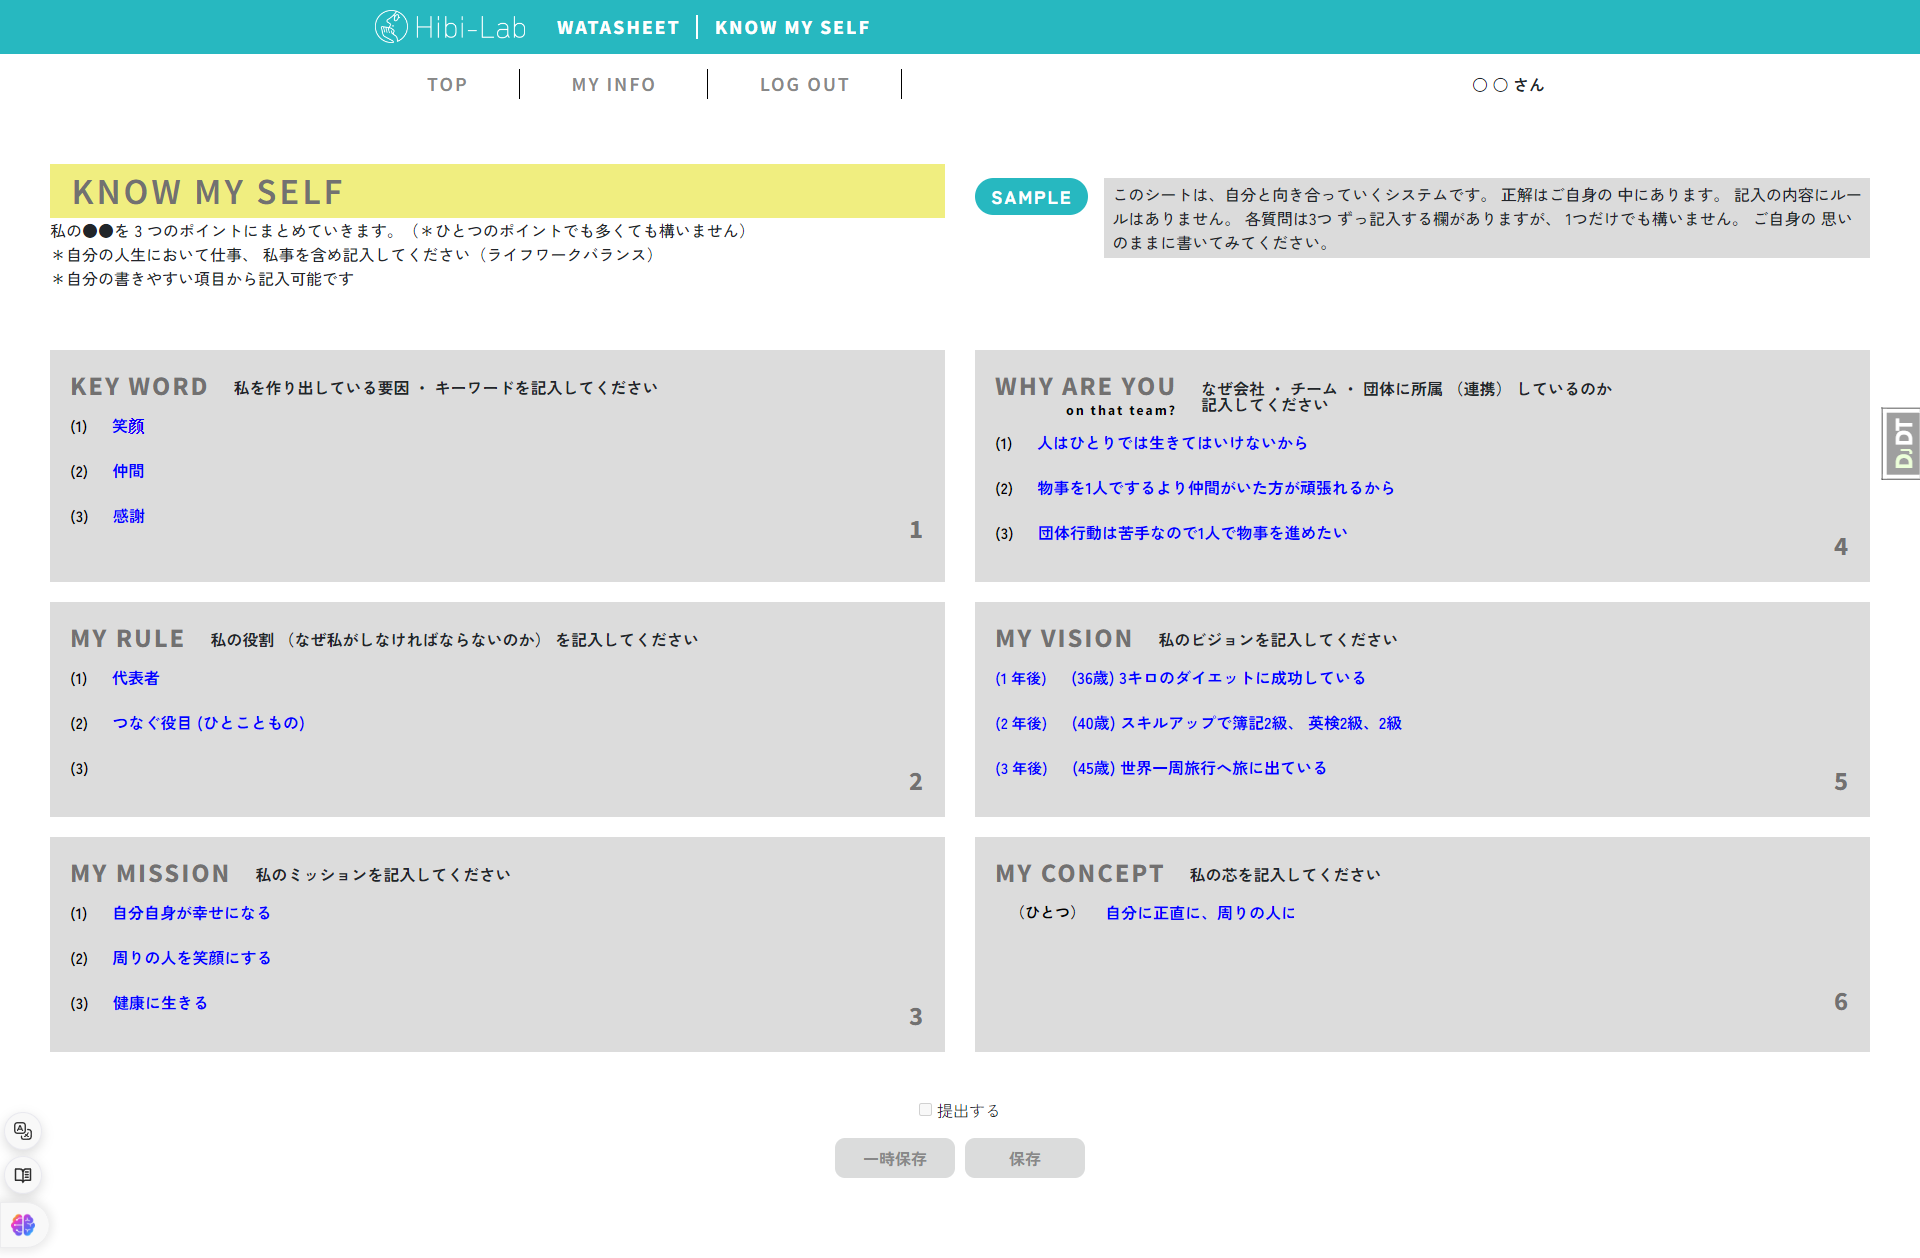 Hibi-Lab WATASHEET KNOW MY SELF
TOP MY INFO LOG OUT
〇 〇 さん
KNOW MY SELF
私の●●を 3 つのポイントにまとめていきます。（＊ひとつのポイントでも多くても構いません）
＊自分の人生において仕事、 私事を含め記入してください（ライフワークバランス）
＊自分の書きやすい項目から記入可能です
SAMPLE
このシートは、自分と向き合っていくシステムです。 正解はご自身の 中にあります。 記入の内容にルー
ルはありません。 各質問は3つ ずっ記入する欄がありますが、 1つだけでも構いません。 ご自身の 思い
のままに書いてみてください。
KEY WORD 私を作り出している要因 ・ キーワードを記入してください
(1) 笑顔
(2) 仲間
(3) 感謝
1
WHY ARE YOU
on that team?
なぜ会社 ・ チーム ・ 団体に所属 （連携） しているのか
記入してください
(1) 人はひとりでは生きてはいけないから
(2) 物事を1人でするより仲間がいた方が頑張れるから
(3) 団体行動は苦手なので1人で物事を進めたい
4
DJDT
MY RULE 私の役割 （なぜ私がしなければならないのか） を記入してください
(1) 代表者
(2) つなぐ役目 (ひとこともの)
(3)
2
MY VISION 私のビジョンを記入してください
(1 年後) (36歳) 3キロのダイエットに成功している
(2 年後) (40歳) スキルアップで簿記2級、 英検2級、2級
(3 年後) (45歳) 世界一周旅行へ旅に出ている
5
MY MISSION 私のミッションを記入してください
(1) 自分自身が幸せになる
(2) 周りの人を笑顔にする
(3) 健康に生きる
3
MY CONCEPT 私の芯を記入してください
（ひとつ） 自分に正直に、周りの人に
6
提出する
一時保存 保存